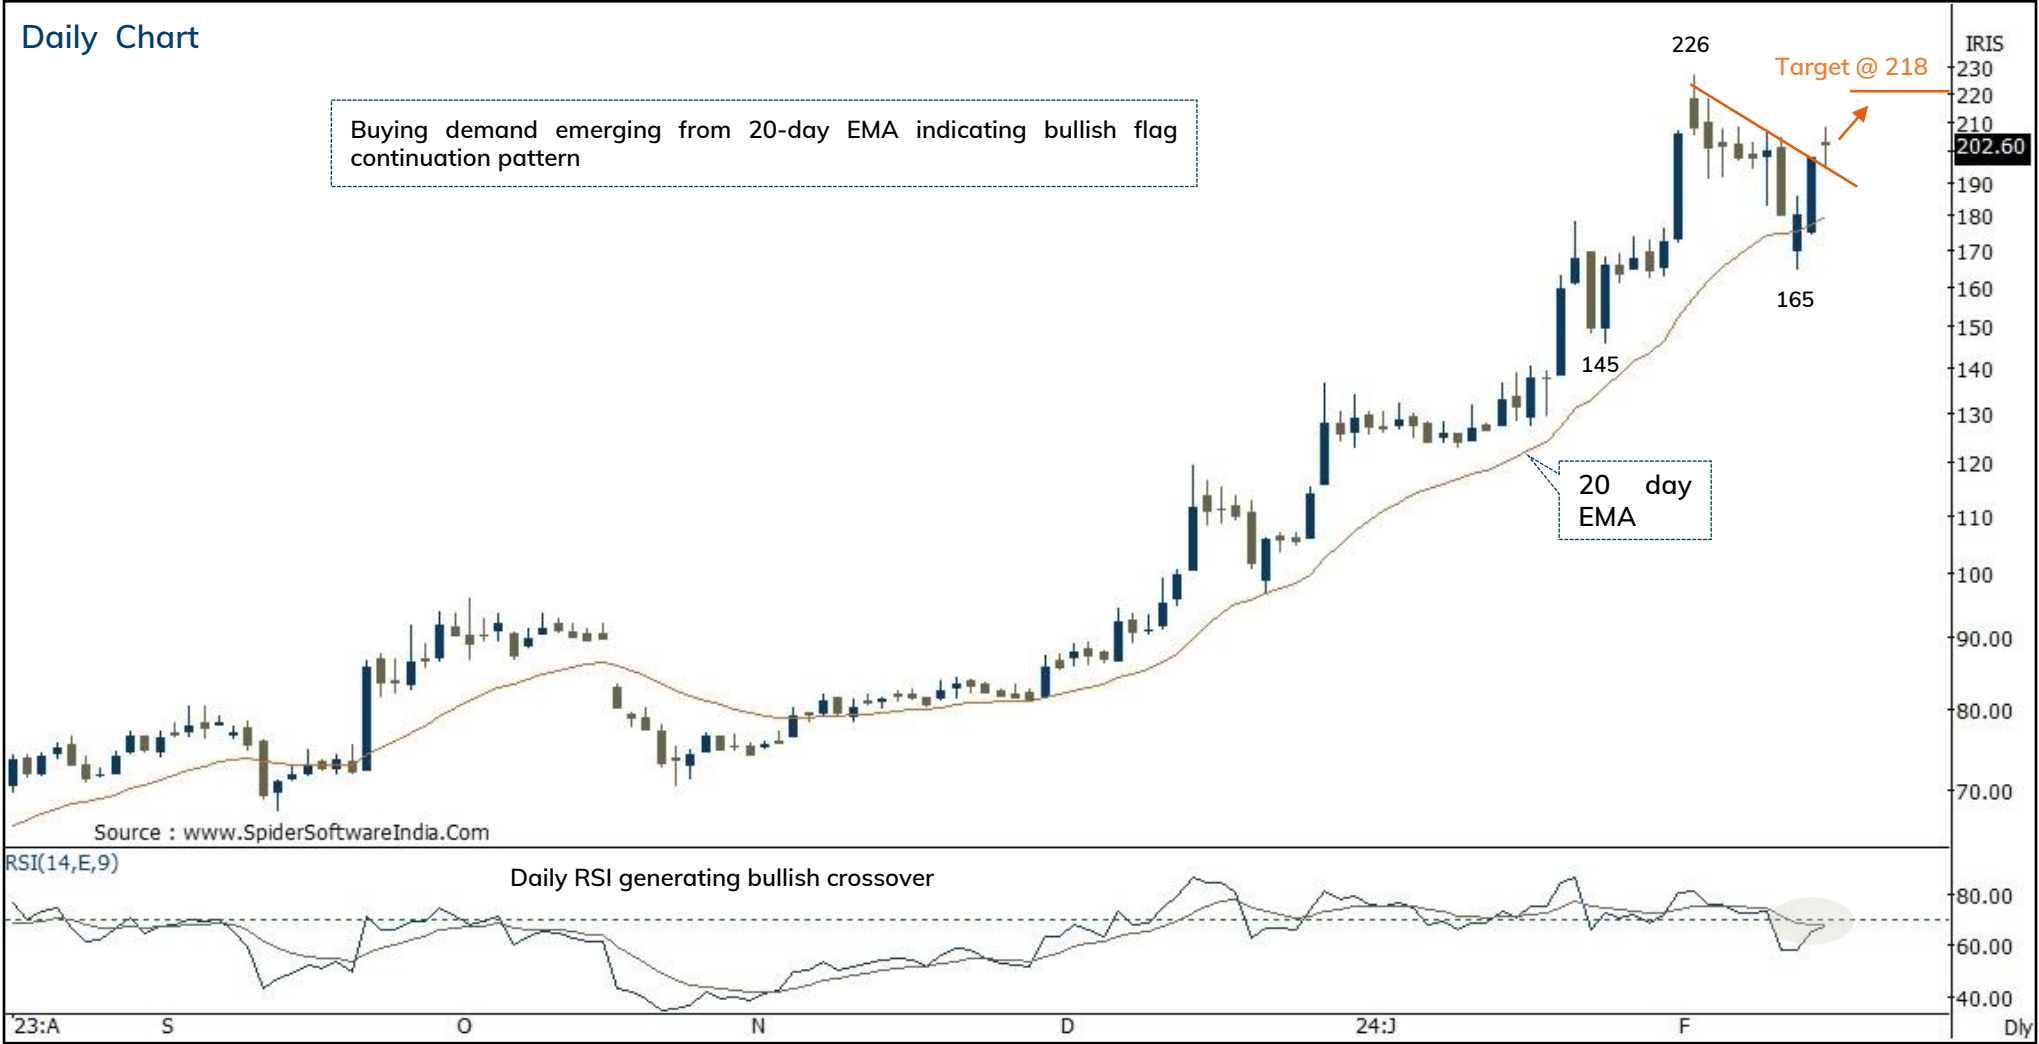 Daily Chart
226
IRIS
Target @ 218
230
220
210
202.60
190
180
170
160
150
140
130
120
110
100
90.00
80.00
70.00
Buying demand emerging from 20-day EMA indicating bullish flag
continuation pattern
165
145
20 day
EMA
Source : www.SpiderSoftwareIndia.Com
RSI(14,E,9)
Daily RSI generating bullish crossover
80.00
60.00
40.00
'23:A S O N D 24:J F Dly